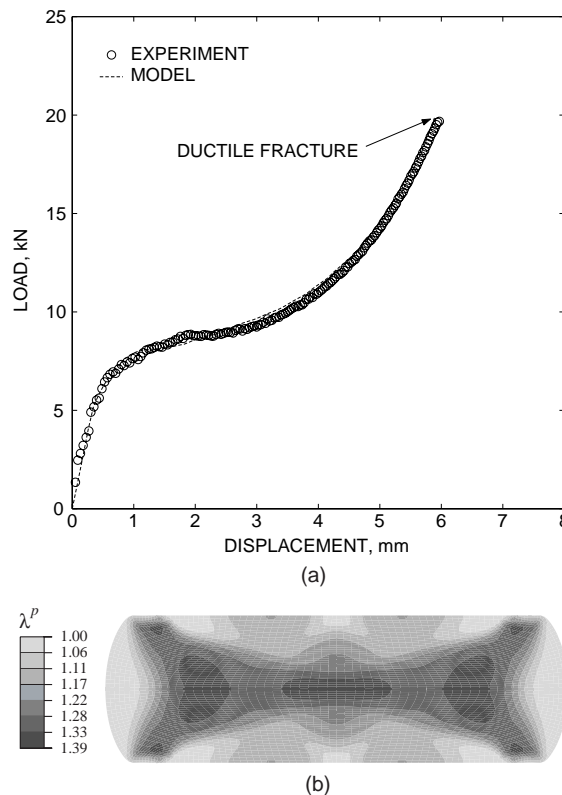 25
20
15
10
5
0
LOAD, kN
EXPERIMENT
MODEL
DUCTILE FRACTURE
0 1 2 3 4 5 6 7 8
DISPLACEMENT, mm
(a)
λᵖ
1.00
1.06
1.11
1.17
1.22
1.28
1.33
1.39
(b)